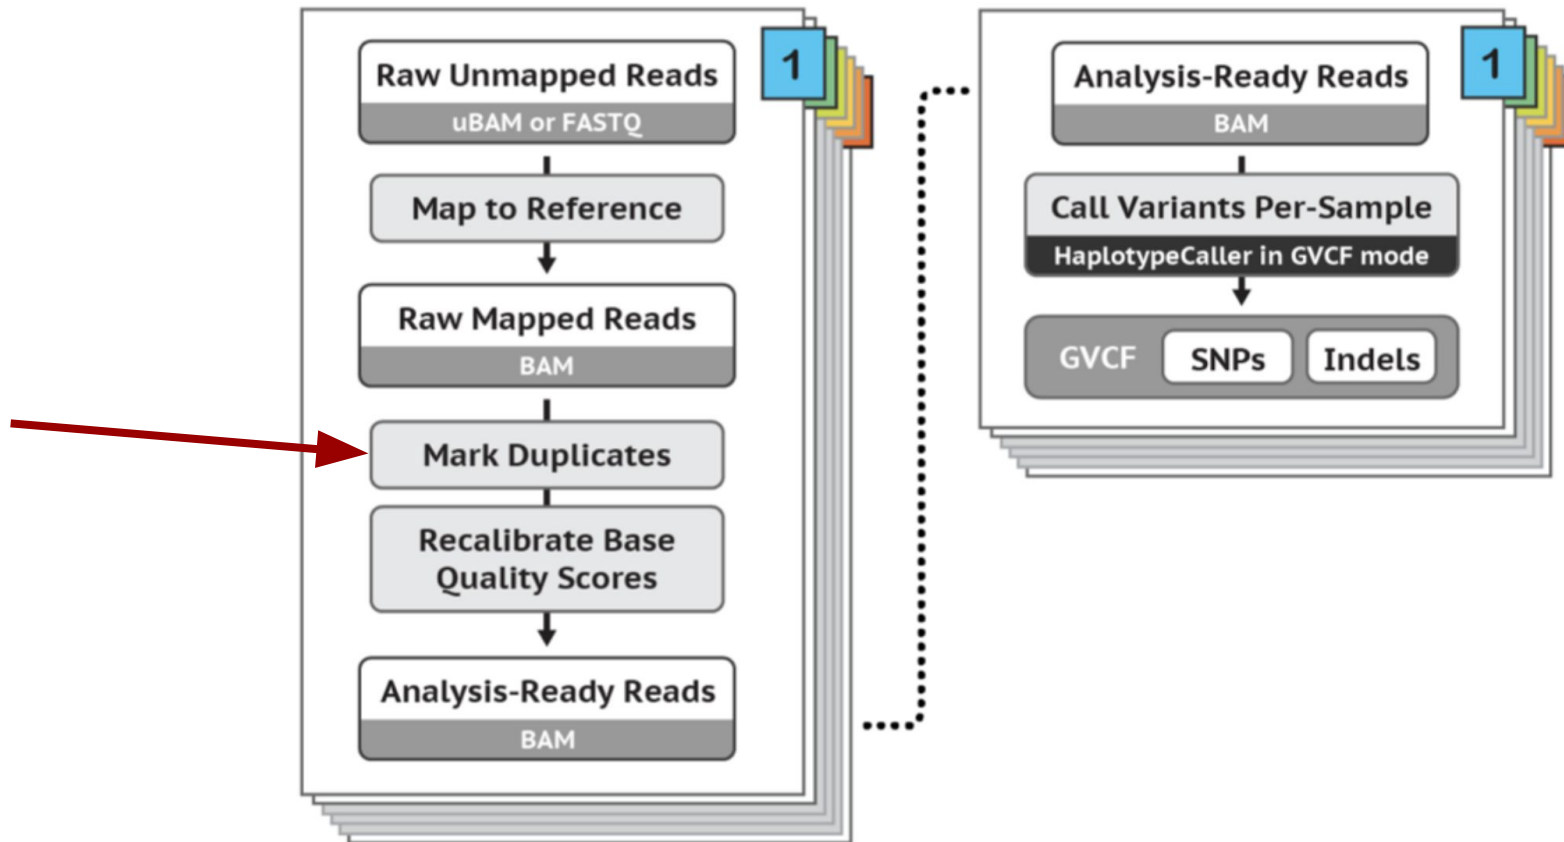 Raw Unmapped Reads
uBAM or FASTQ
1
Map to Reference
Raw Mapped Reads
BAM
Mark Duplicates
Recalibrate Base
Quality Scores
Analysis-Ready Reads
BAM
Analysis-Ready Reads
BAM
1
Call Variants Per-Sample
HaplotypeCaller in GVCF mode
GVCF SNPs Indels